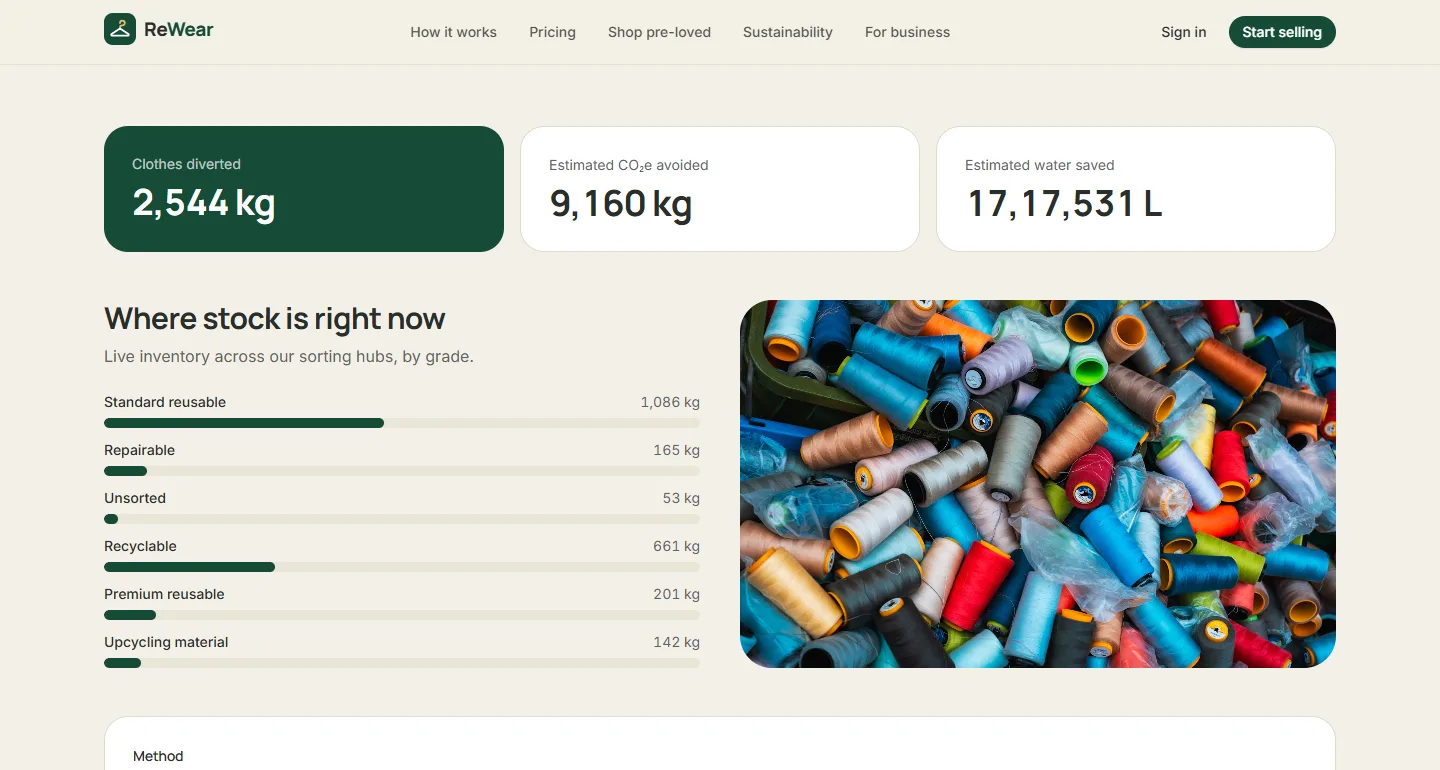 ReWear
How it works
Pricing
Shop pre-loved
Sustainability
For business
Sign in
Start selling
Clothes diverted
2,544 kg
Estimated CO₂e avoided
9,160 kg
Estimated water saved
17,17,531 L
Where stock is right now
Live inventory across our sorting hubs, by grade.
Standard reusable 1,086 kg
Repairable 165 kg
Unsorted 53 kg
Recyclable 661 kg
Premium reusable 201 kg
Upcycling material 142 kg
Method